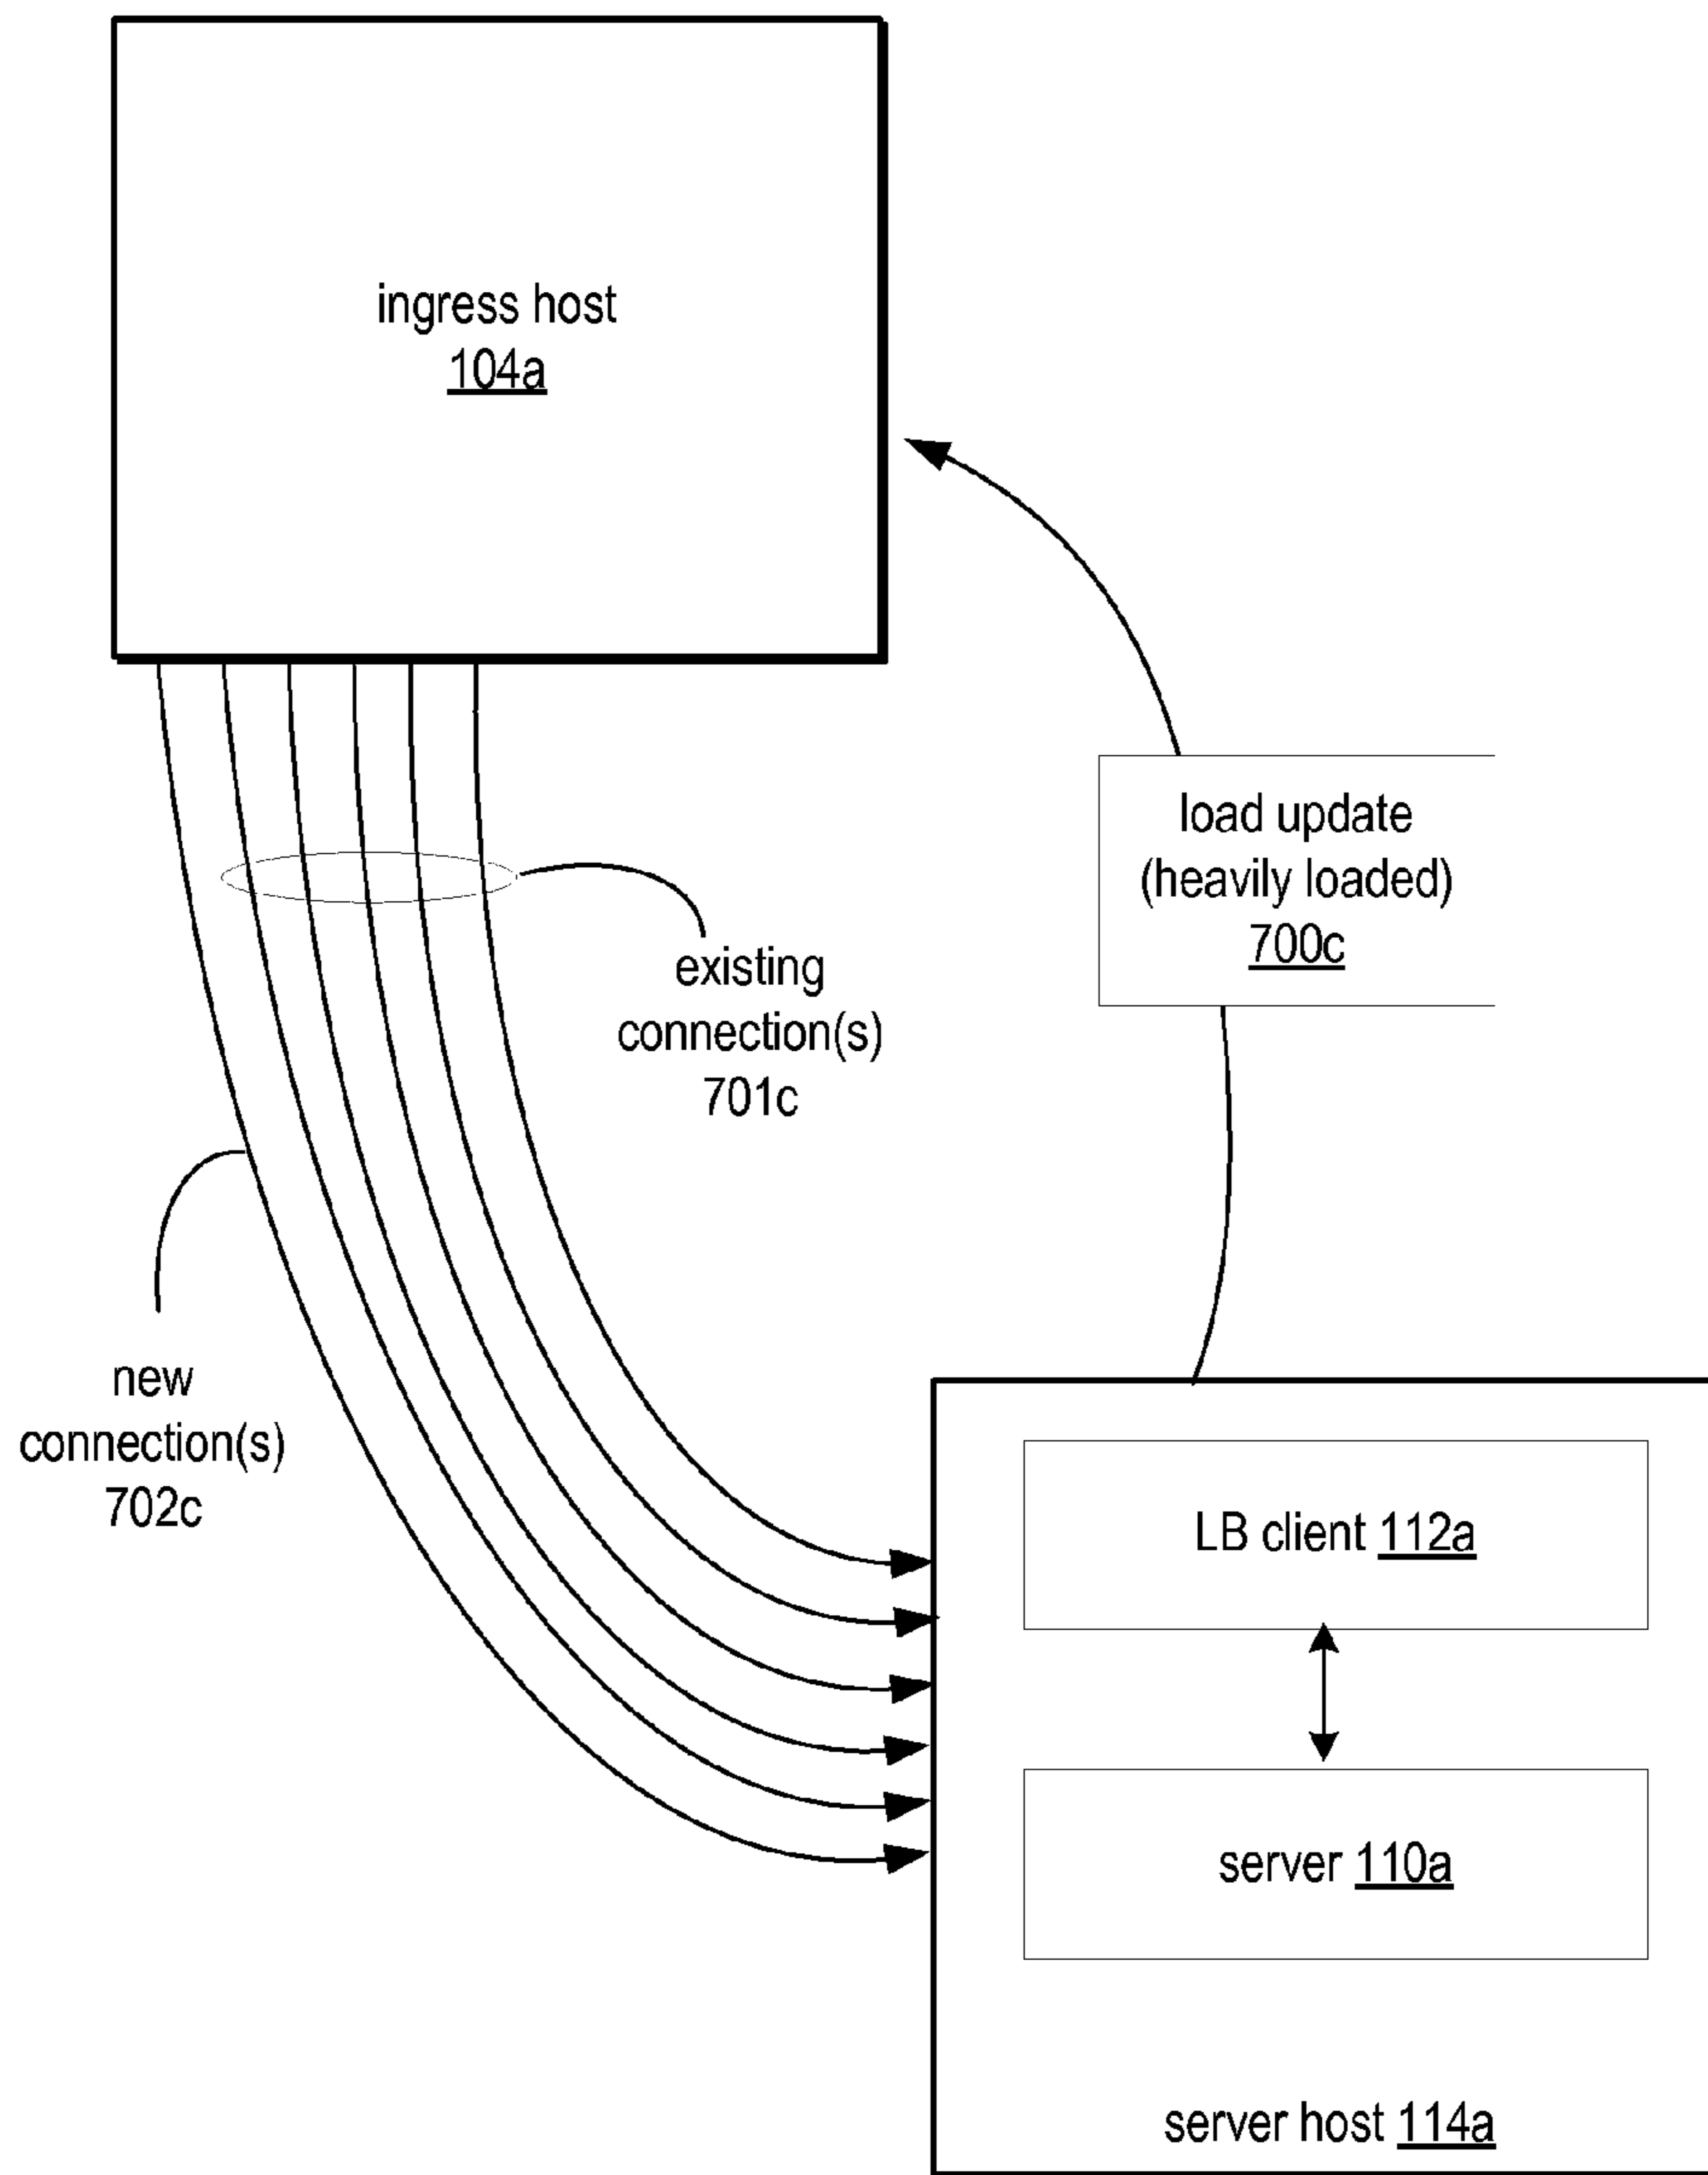 ingress host
104a
load update
(heavily loaded)
700c
existing
connection(s)
701c
new
connection(s)
702c
LB client 112a
server 110a
server host 114a